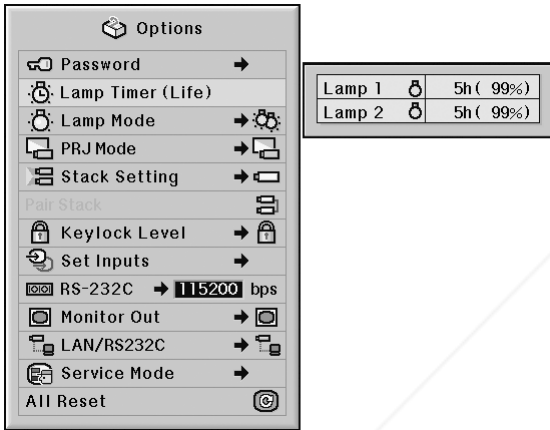 Options
Password
Lamp Timer (Life)
Lamp 1 5h( 99%)
Lamp Mode
Lamp 2 5h( 99%)
PRJ Mode
Stack Setting
Pair Stack
Keylock Level
Set Inputs
RS-232C 115200 bps
Monitor Out
LAN/RS232C
Service Mode
All Reset